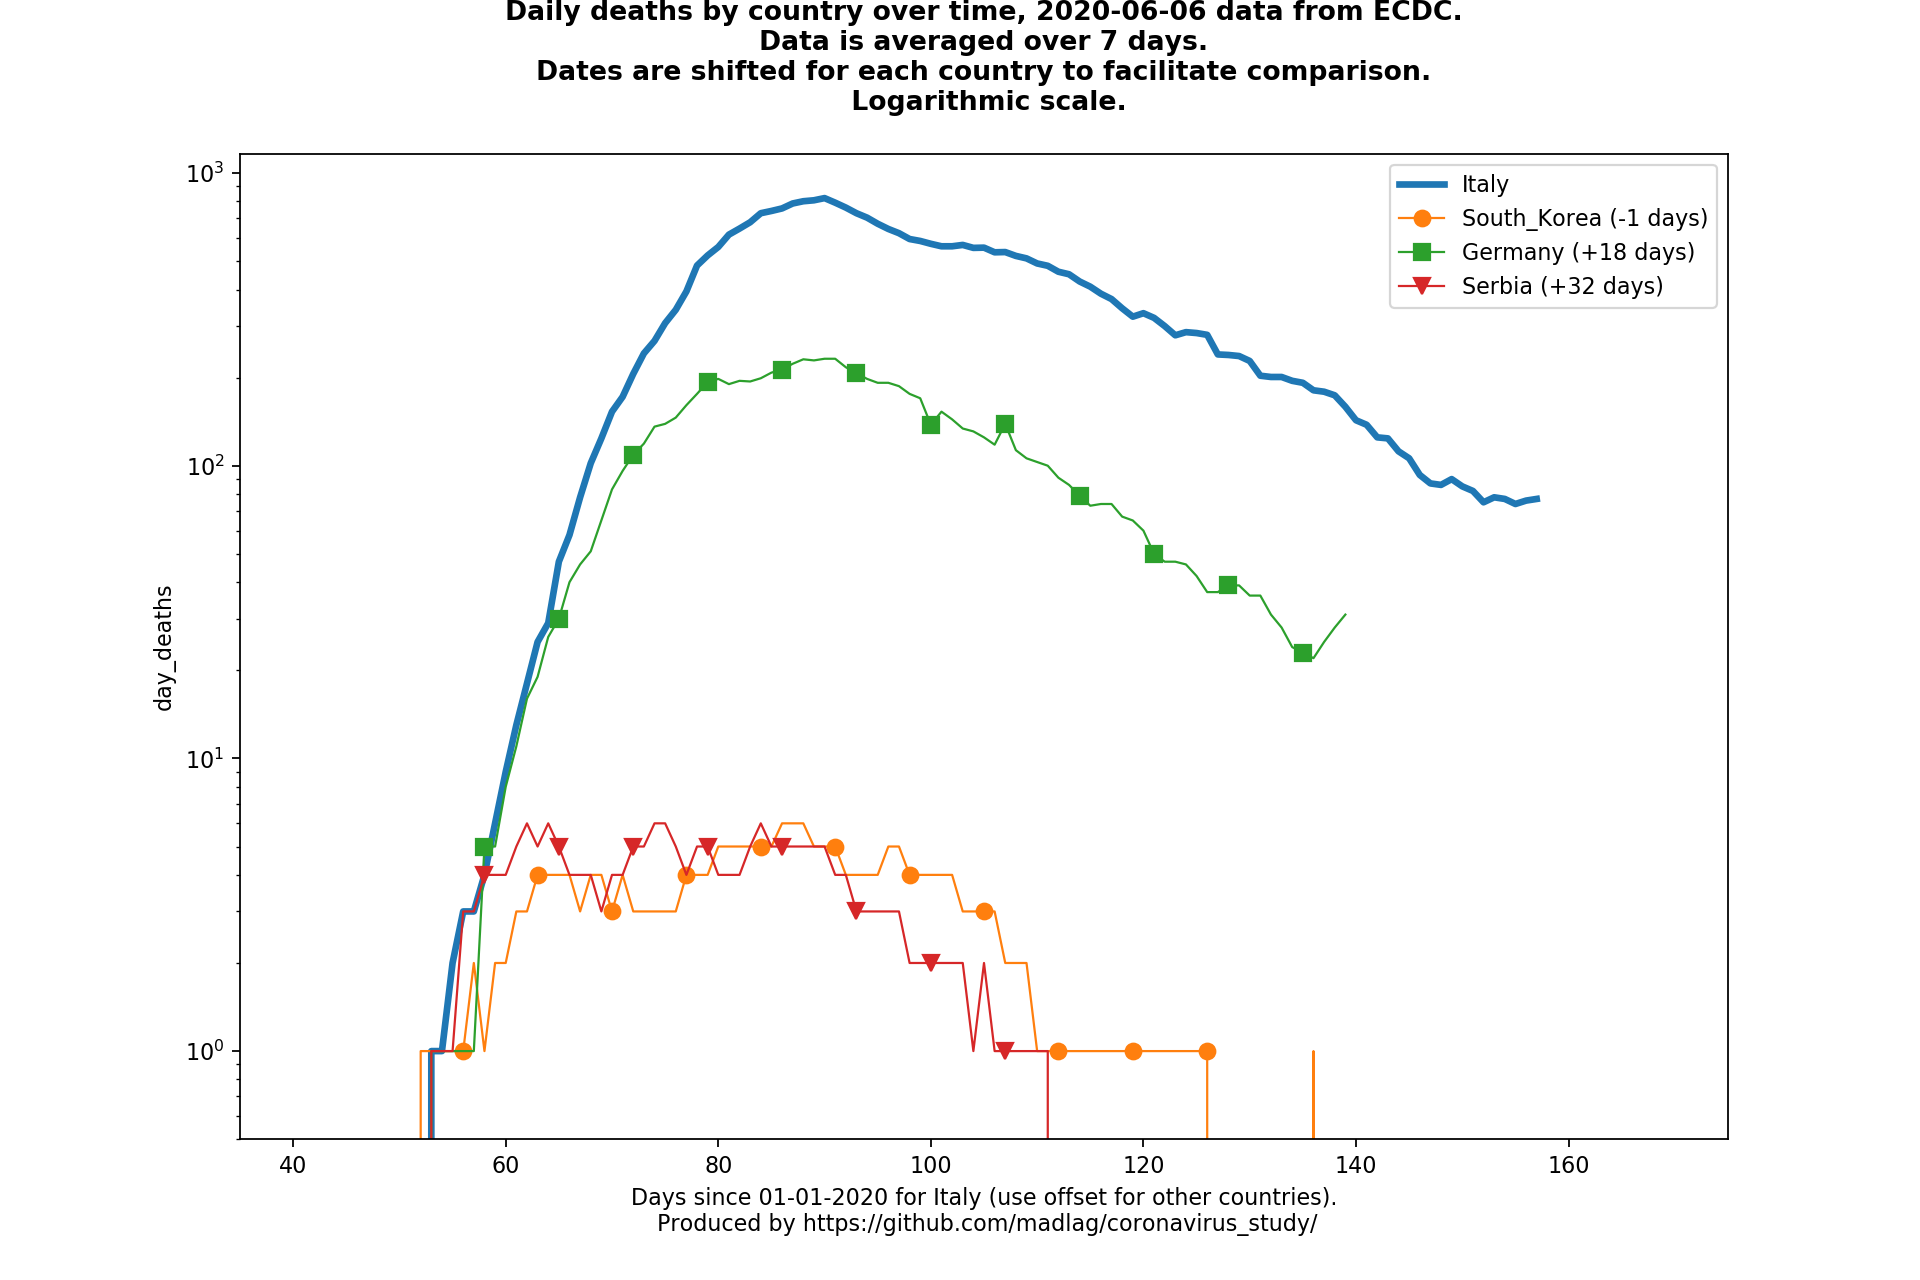 Daily deaths by country over time, 2020-06-06 data from ECDC.
Data is averaged over 7 days.
Dates are shifted for each country to facilitate comparison.
Logarithmic scale.
10³
10²
10¹
10⁰
day_deaths
Italy
South_Korea (-1 days)
Germany (+18 days)
Serbia (+32 days)
40 60 80 100 120 140 160
Days since 01-01-2020 for Italy (use offset for other countries).
Produced by https://github.com/madlag/coronavirus_study/